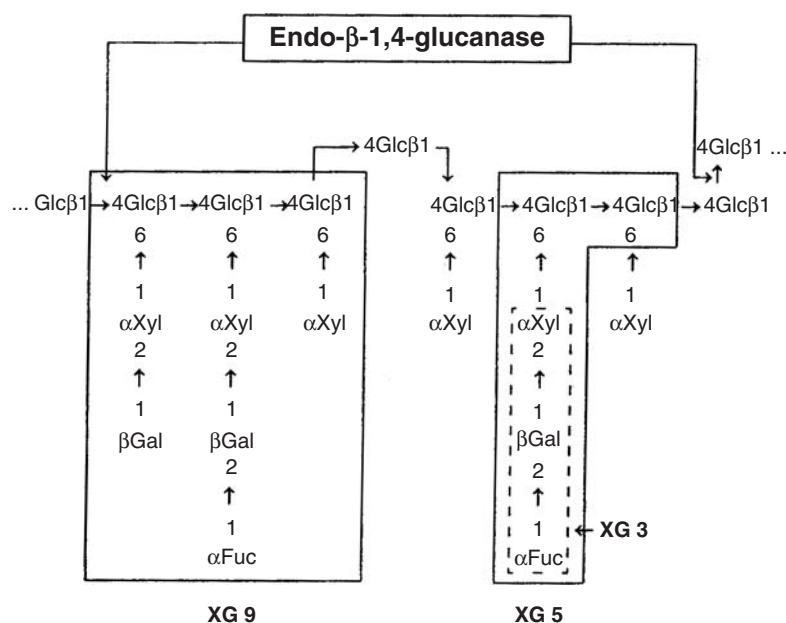 Endo-β-1,4-glucanase
4Glcβ1
4Glcβ1 ...
... Glcβ1 → 4Glcβ1 → 4Glcβ1 → 4Glcβ1 4Glcβ1 → 4Glcβ1 → 4Glcβ1 → 4Glcβ1
6 6 6 6 6 6
↑ ↑ ↑ ↑ ↑ ↑
1 1 1 1 1 1
αXyl αXyl αXyl αXyl αXyl αXyl
2 2 2
↑ ↑ ↑
1 1 1
βGal βGal βGal
2 2
↑ ↑
1 1 ← XG 3
αFuc αFuc
XG 9 XG 5